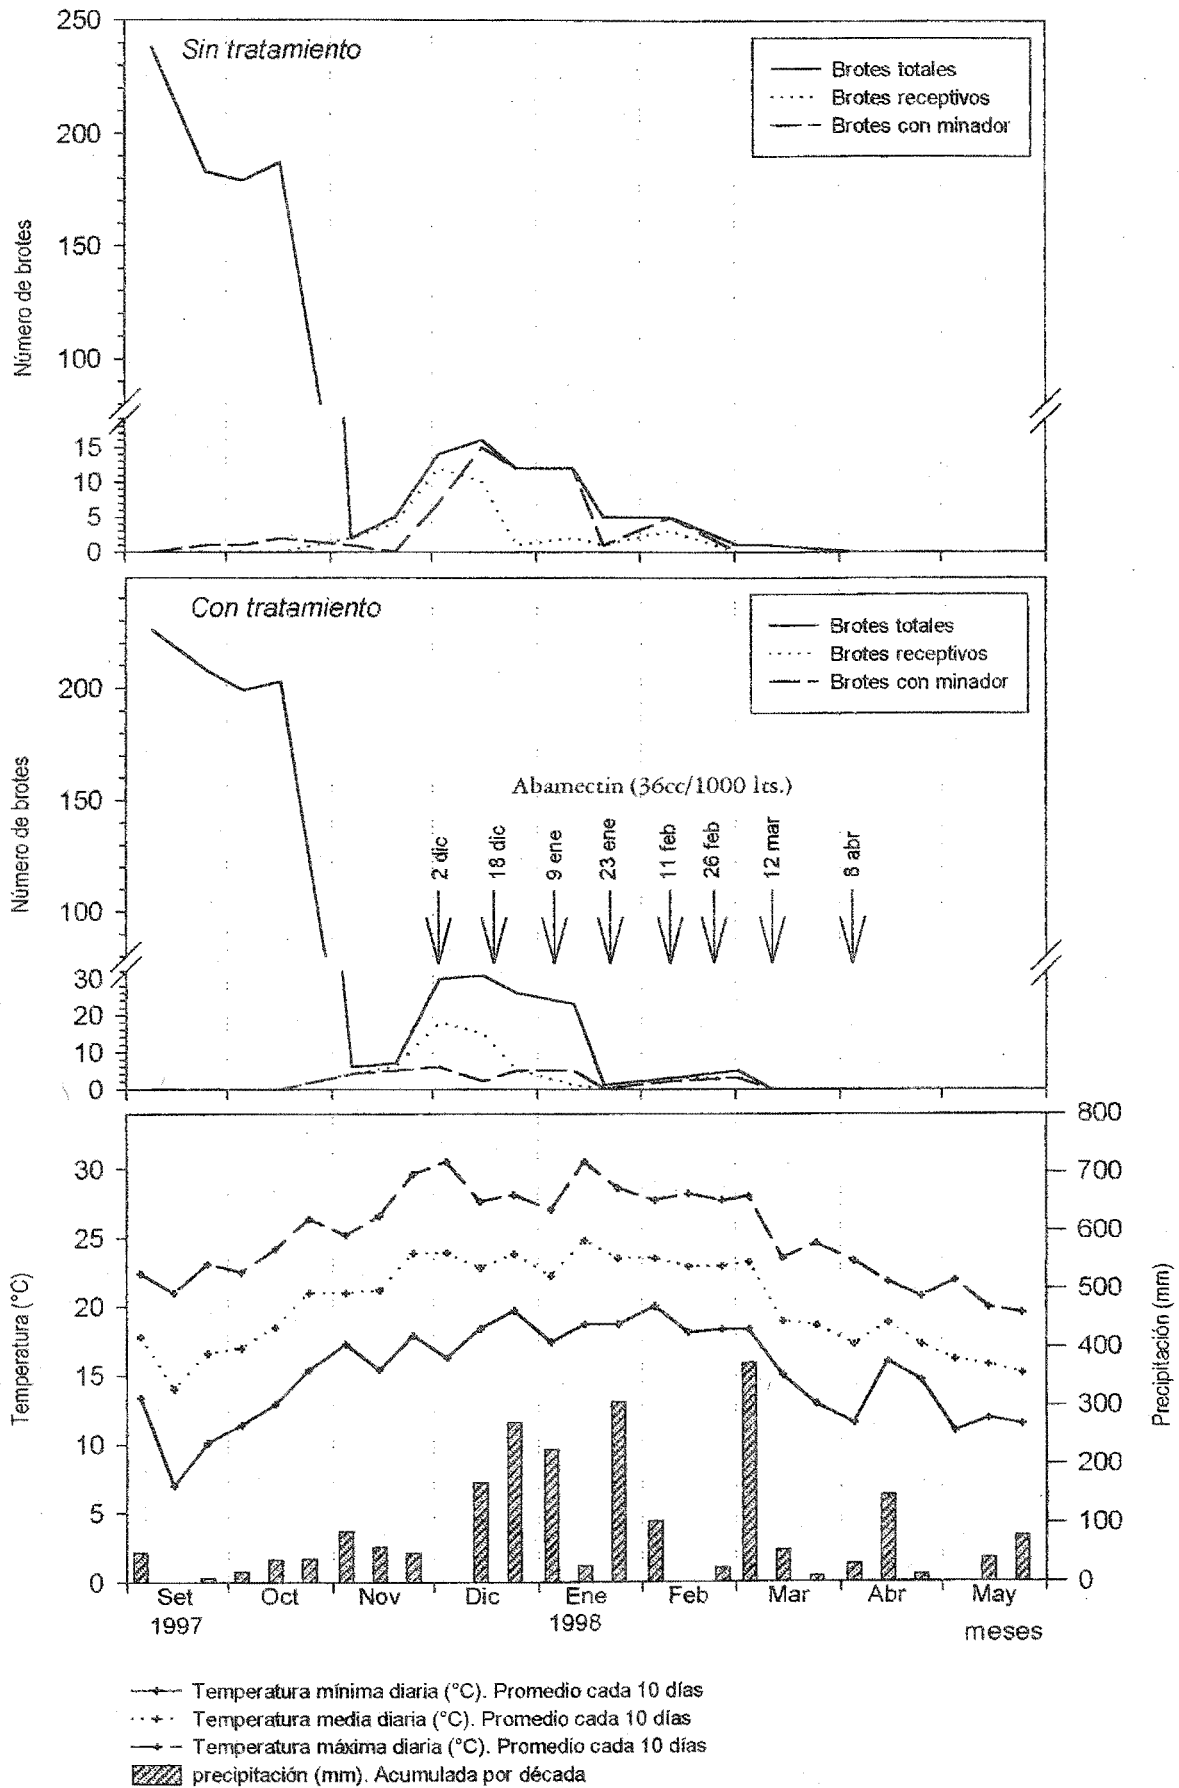 250
200
150
100
15
10
5
0
Número de brotes
Sin tratamiento
Brotes totales
Brotes receptivos
Brotes con minador
200
150
100
30
20
10
0
Número de brotes
Con tratamiento
Brotes totales
Brotes receptivos
Brotes con minador
Abamectin (36cc/1000 lts.)
2 dic
18 dic
9 ene
23 ene
11 feb
26 feb
12 mar
8 abr
30
25
20
15
10
5
0
Temperatura (°C)
800
700
600
500
400
300
200
100
0
Precipitación (mm)
Set Oct Nov Dic Ene Feb Mar Abr May
1997 1998 meses
Temperatura mínima diaria (°C). Promedio cada 10 días
Temperatura media diaria (°C). Promedio cada 10 días
Temperatura máxima diaria (°C). Promedio cada 10 días
precipitación (mm). Acumulada por década